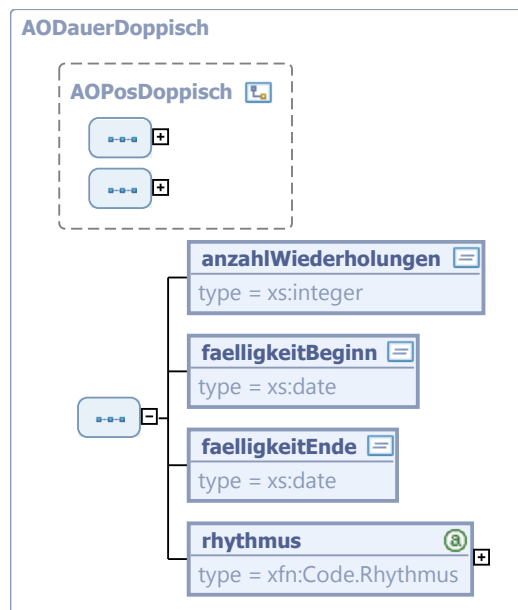 AODauerDoppisch
AOPosDoppisch
anzahlWiederholungen
type = xs:integer
faelligkeitBeginn
type = xs:date
faelligkeitEnde
type = xs:date
rhythmus a
type = xfn:Code.Rhythmus